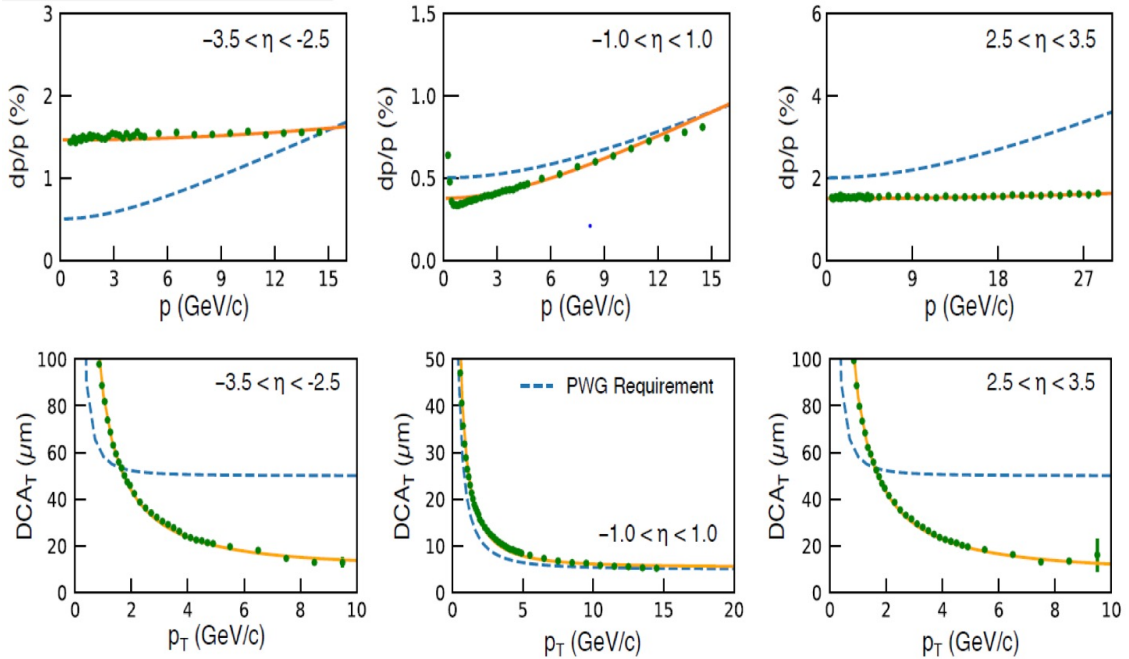 3
2
1
0
dp/p (%)
−3.5 < η < -2.5
0 3 6 9 12 15
p (GeV/c)
1.5
1.0
0.5
0.0
dp/p (%)
−1.0 < η < 1.0
0 3 6 9 12 15
p (GeV/c)
6
4
2
0
dp/p (%)
2.5 < η < 3.5
0 9 18 27
p (GeV/c)
100
80
60
40
20
0
DCA_T (μm)
−3.5 < η < -2.5
0 2 4 6 8 10
p_T (GeV/c)
50
40
30
20
10
0
DCA_T (μm)
PWG Requirement
−1.0 < η < 1.0
0 5 10 15 20
p_T (GeV/c)
100
80
60
40
20
0
DCA_T (μm)
2.5 < η < 3.5
0 2 4 6 8 10
p_T (GeV/c)